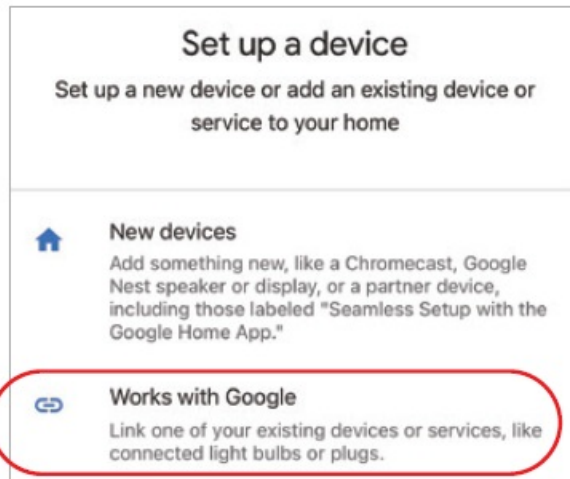 Set up a device
Set up a new device or add an existing device or
service to your home
New devices
Add something new, like a Chromecast, Google
Nest speaker or display, or a partner device,
including those labeled "Seamless Setup with the
Google Home App."
Works with Google
Link one of your existing devices or services, like
connected light bulbs or plugs.